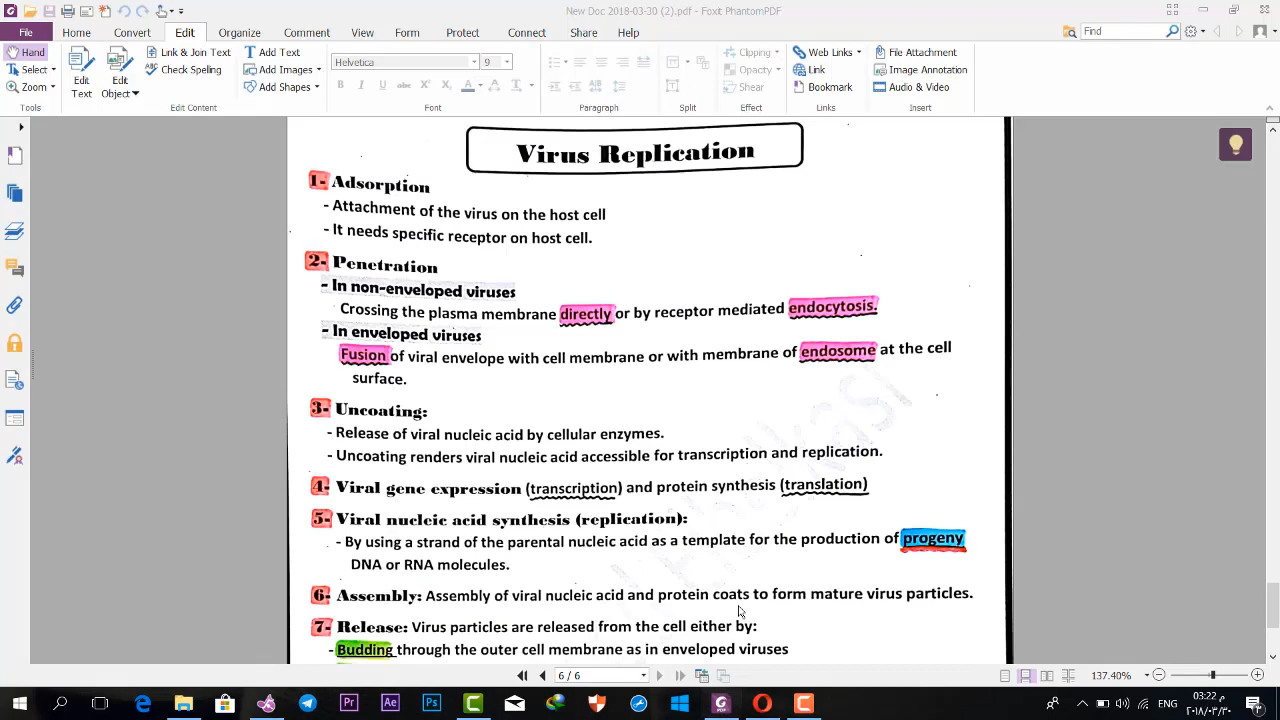 New Doc 2018-03-30 (2).pdf - Foxit PhantomPDF
File Home Convert Edit Organize Comment View Form Protect Connect Share Help Find
Hand
Select
Zoom
Tools
Edit Text
Edit Object
Link & Join Text
Check Spelling
Edit Content
Add Text
Add Images
Add Shapes
Helvetica 9
Font
Paragraph
Split
Clipping
Opacity
Shear
Effect
Web Links
Link
Bookmark
Links
File Attachment
Image Annotation
Audio & Video
Insert
Virus Replication
1- Adsorption
- Attachment of the virus on the host cell
- It needs specific receptor on host cell.
2- Penetration
- In non-enveloped viruses
Crossing the plasma membrane directly or by receptor mediated endocytosis.
- In enveloped viruses
Fusion of viral envelope with cell membrane or with membrane of endosome at the cell
surface.
3- Uncoating:
- Release of viral nucleic acid by cellular enzymes.
- Uncoating renders viral nucleic acid accessible for transcription and replication.
4- Viral gene expression (transcription) and protein synthesis (translation)
5- Viral nucleic acid synthesis (replication):
- By using a strand of the parental nucleic acid as a template for the production of progeny
DNA or RNA molecules.
6- Assembly: Assembly of viral nucleic acid and protein coats to form mature virus particles.
7- Release: Virus particles are released from the cell either by:
- Budding through the outer cell membrane as in enveloped viruses
6 / 6
137.40%
03:22 م
٢٠١٨/٠٣/٣٠